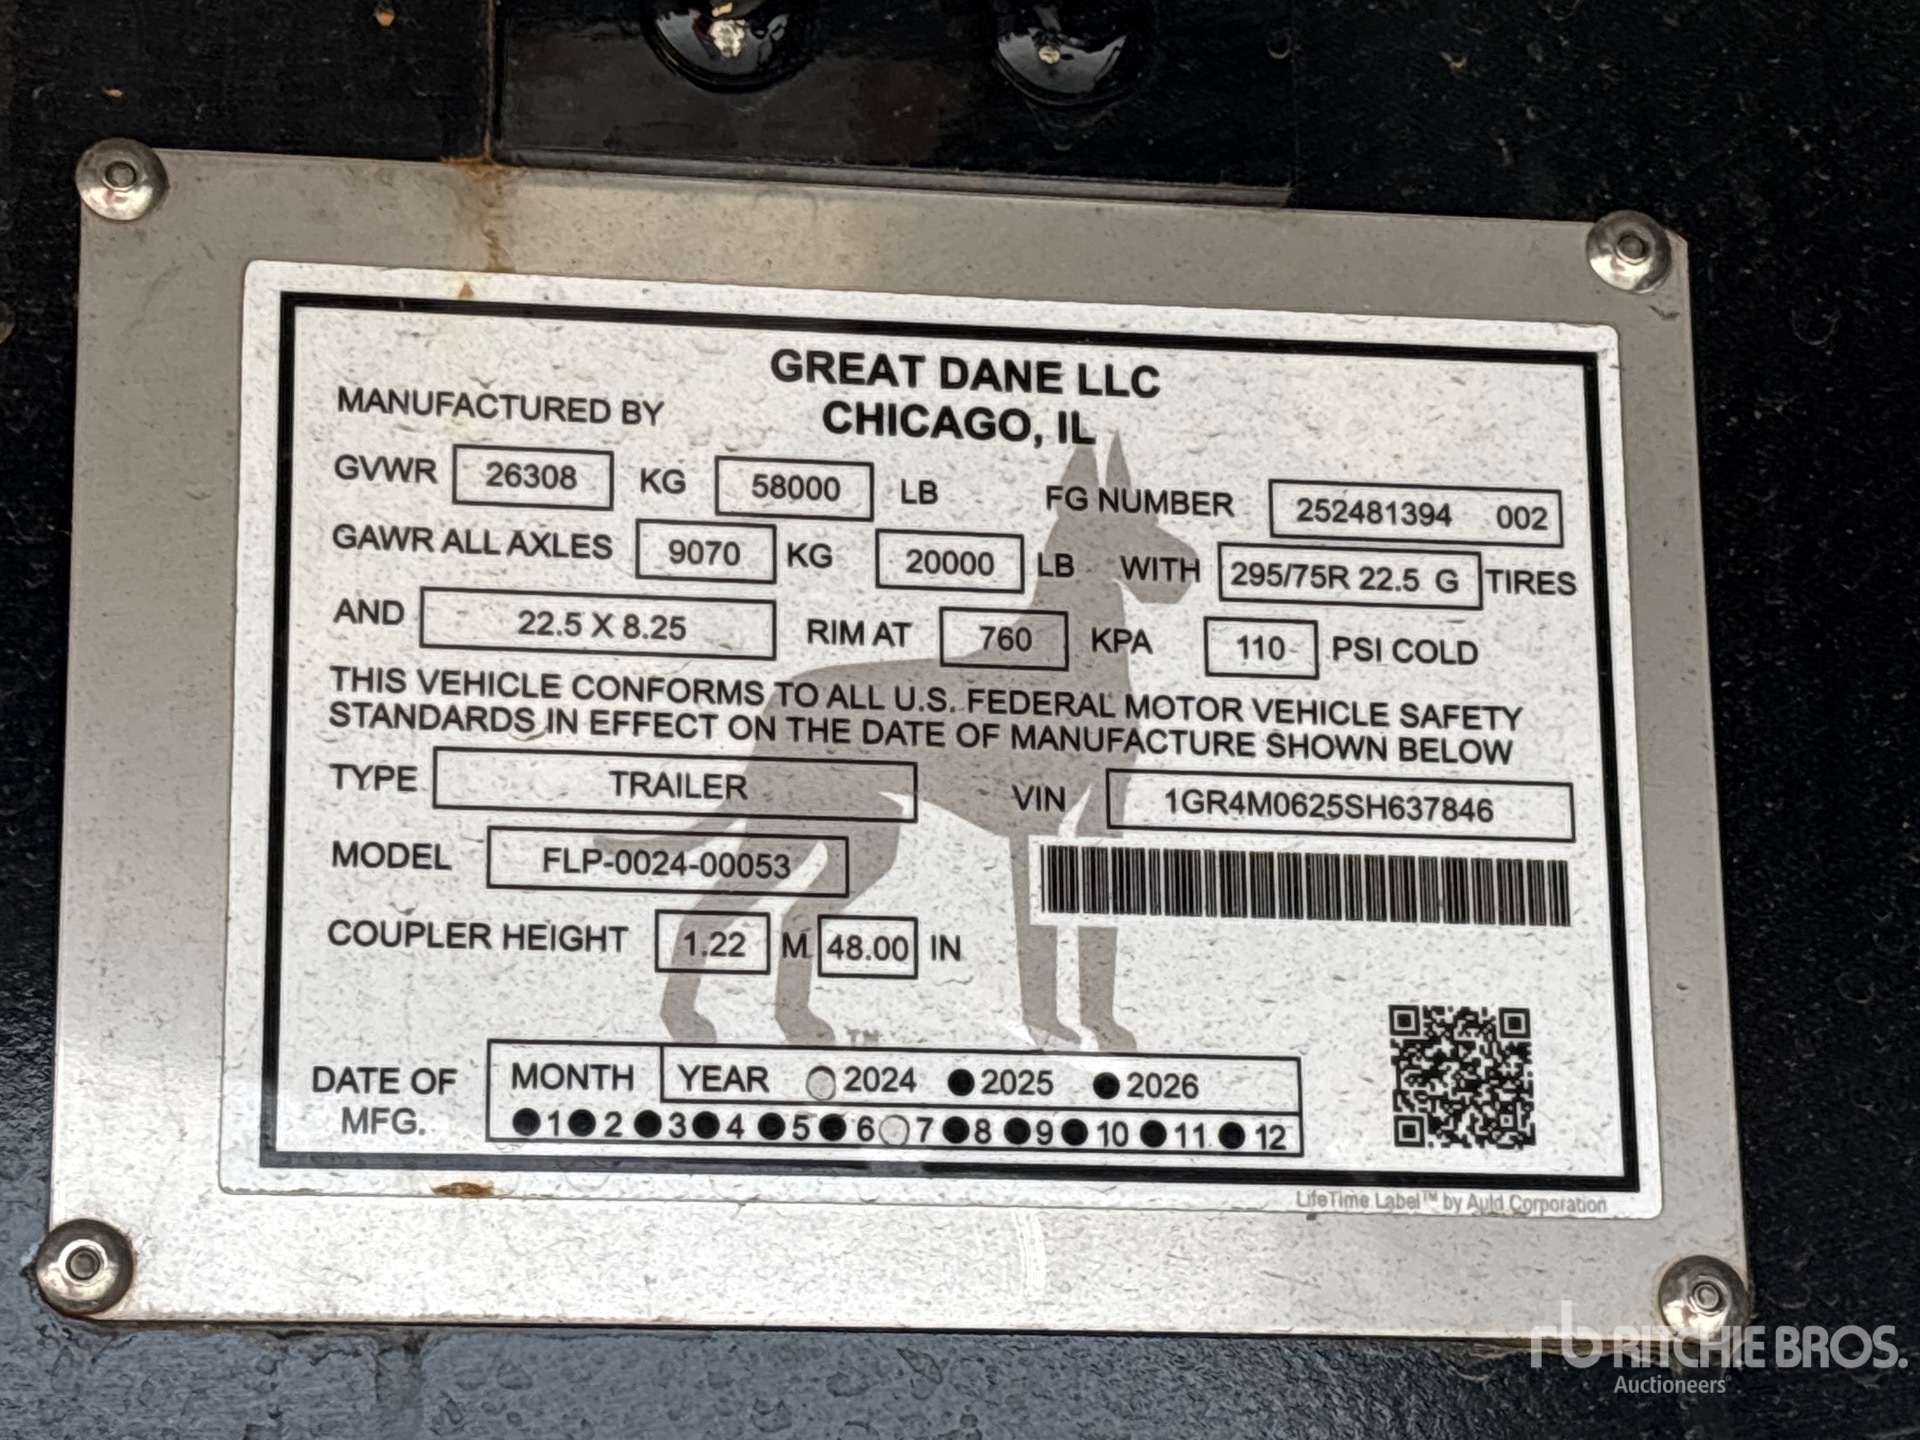 GREAT DANE LLC
MANUFACTURED BY CHICAGO, IL
GVWR 26308 KG 58000 LB FG NUMBER 252481394 002
GAWR ALL AXLES 9070 KG 20000 LB WITH 295/75R 22.5 G TIRES
AND 22.5 X 8.25 RIM AT 760 KPA 110 PSI COLD
THIS VEHICLE CONFORMS TO ALL U.S. FEDERAL MOTOR VEHICLE SAFETY
STANDARDS IN EFFECT ON THE DATE OF MANUFACTURE SHOWN BELOW
TYPE TRAILER VIN 1GR4M0625SH637846
MODEL FLP-0024-00053
COUPLER HEIGHT 1.22 M 48.00 IN
TM
DATE OF MFG. MONTH YEAR 2024 2025 2026
1 2 3 4 5 6 7 8 9 10 11 12
LifeTime Label™ by Auld Corporation
rb RITCHIE BROS.
Auctioneers